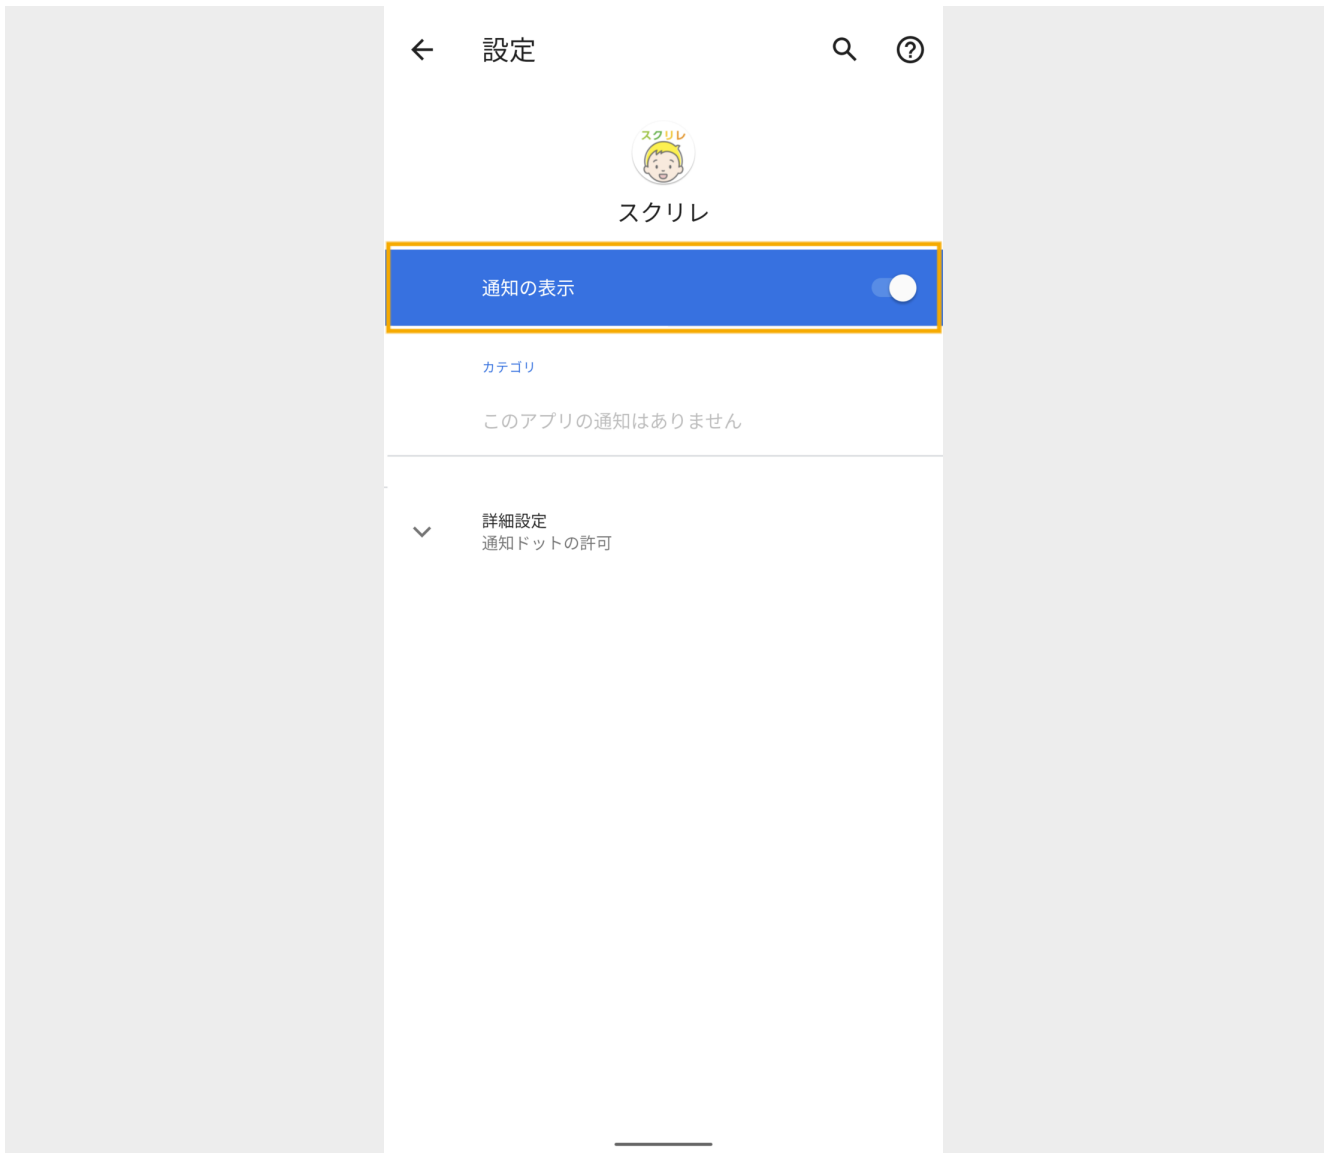 設定
スクリレ
スクリレ
通知の表示
カテゴリ
このアプリの通知はありません
詳細設定
通知ドットの許可